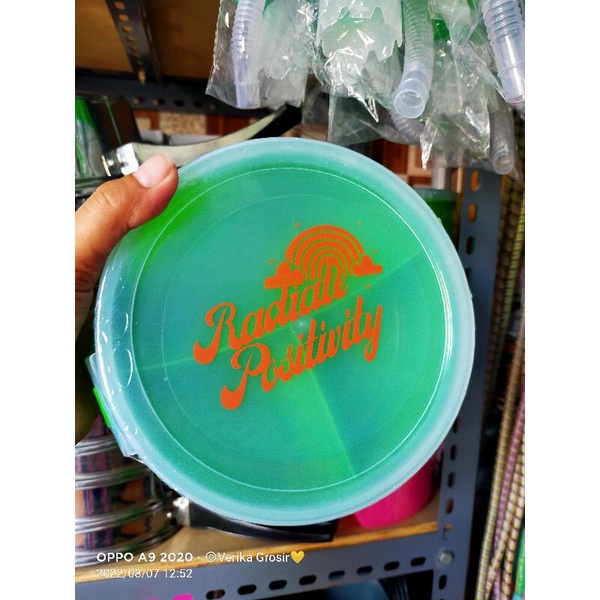 Radiate
Positivity
OPPO A9 2020 · ©Verika Grosir💛
2022/08/07 12:52